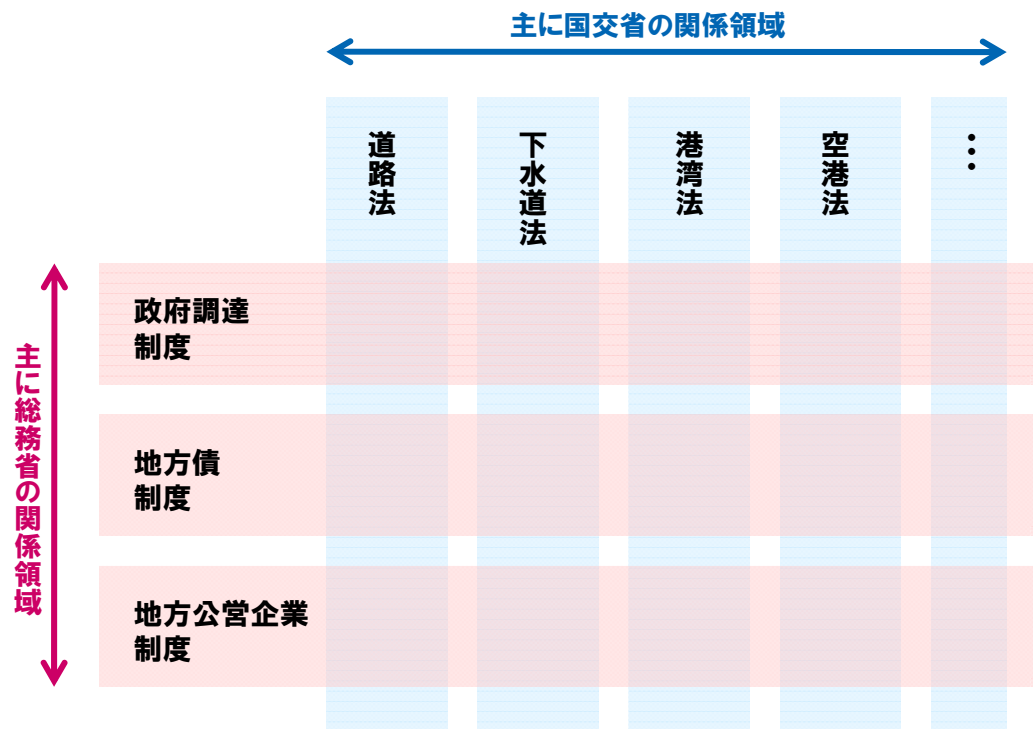 主に国交省の関係領域
道路法
下水道法
港湾法
空港法
…
主に総務省の関係領域
政府調達
制度
地方債
制度
地方公営企業
制度